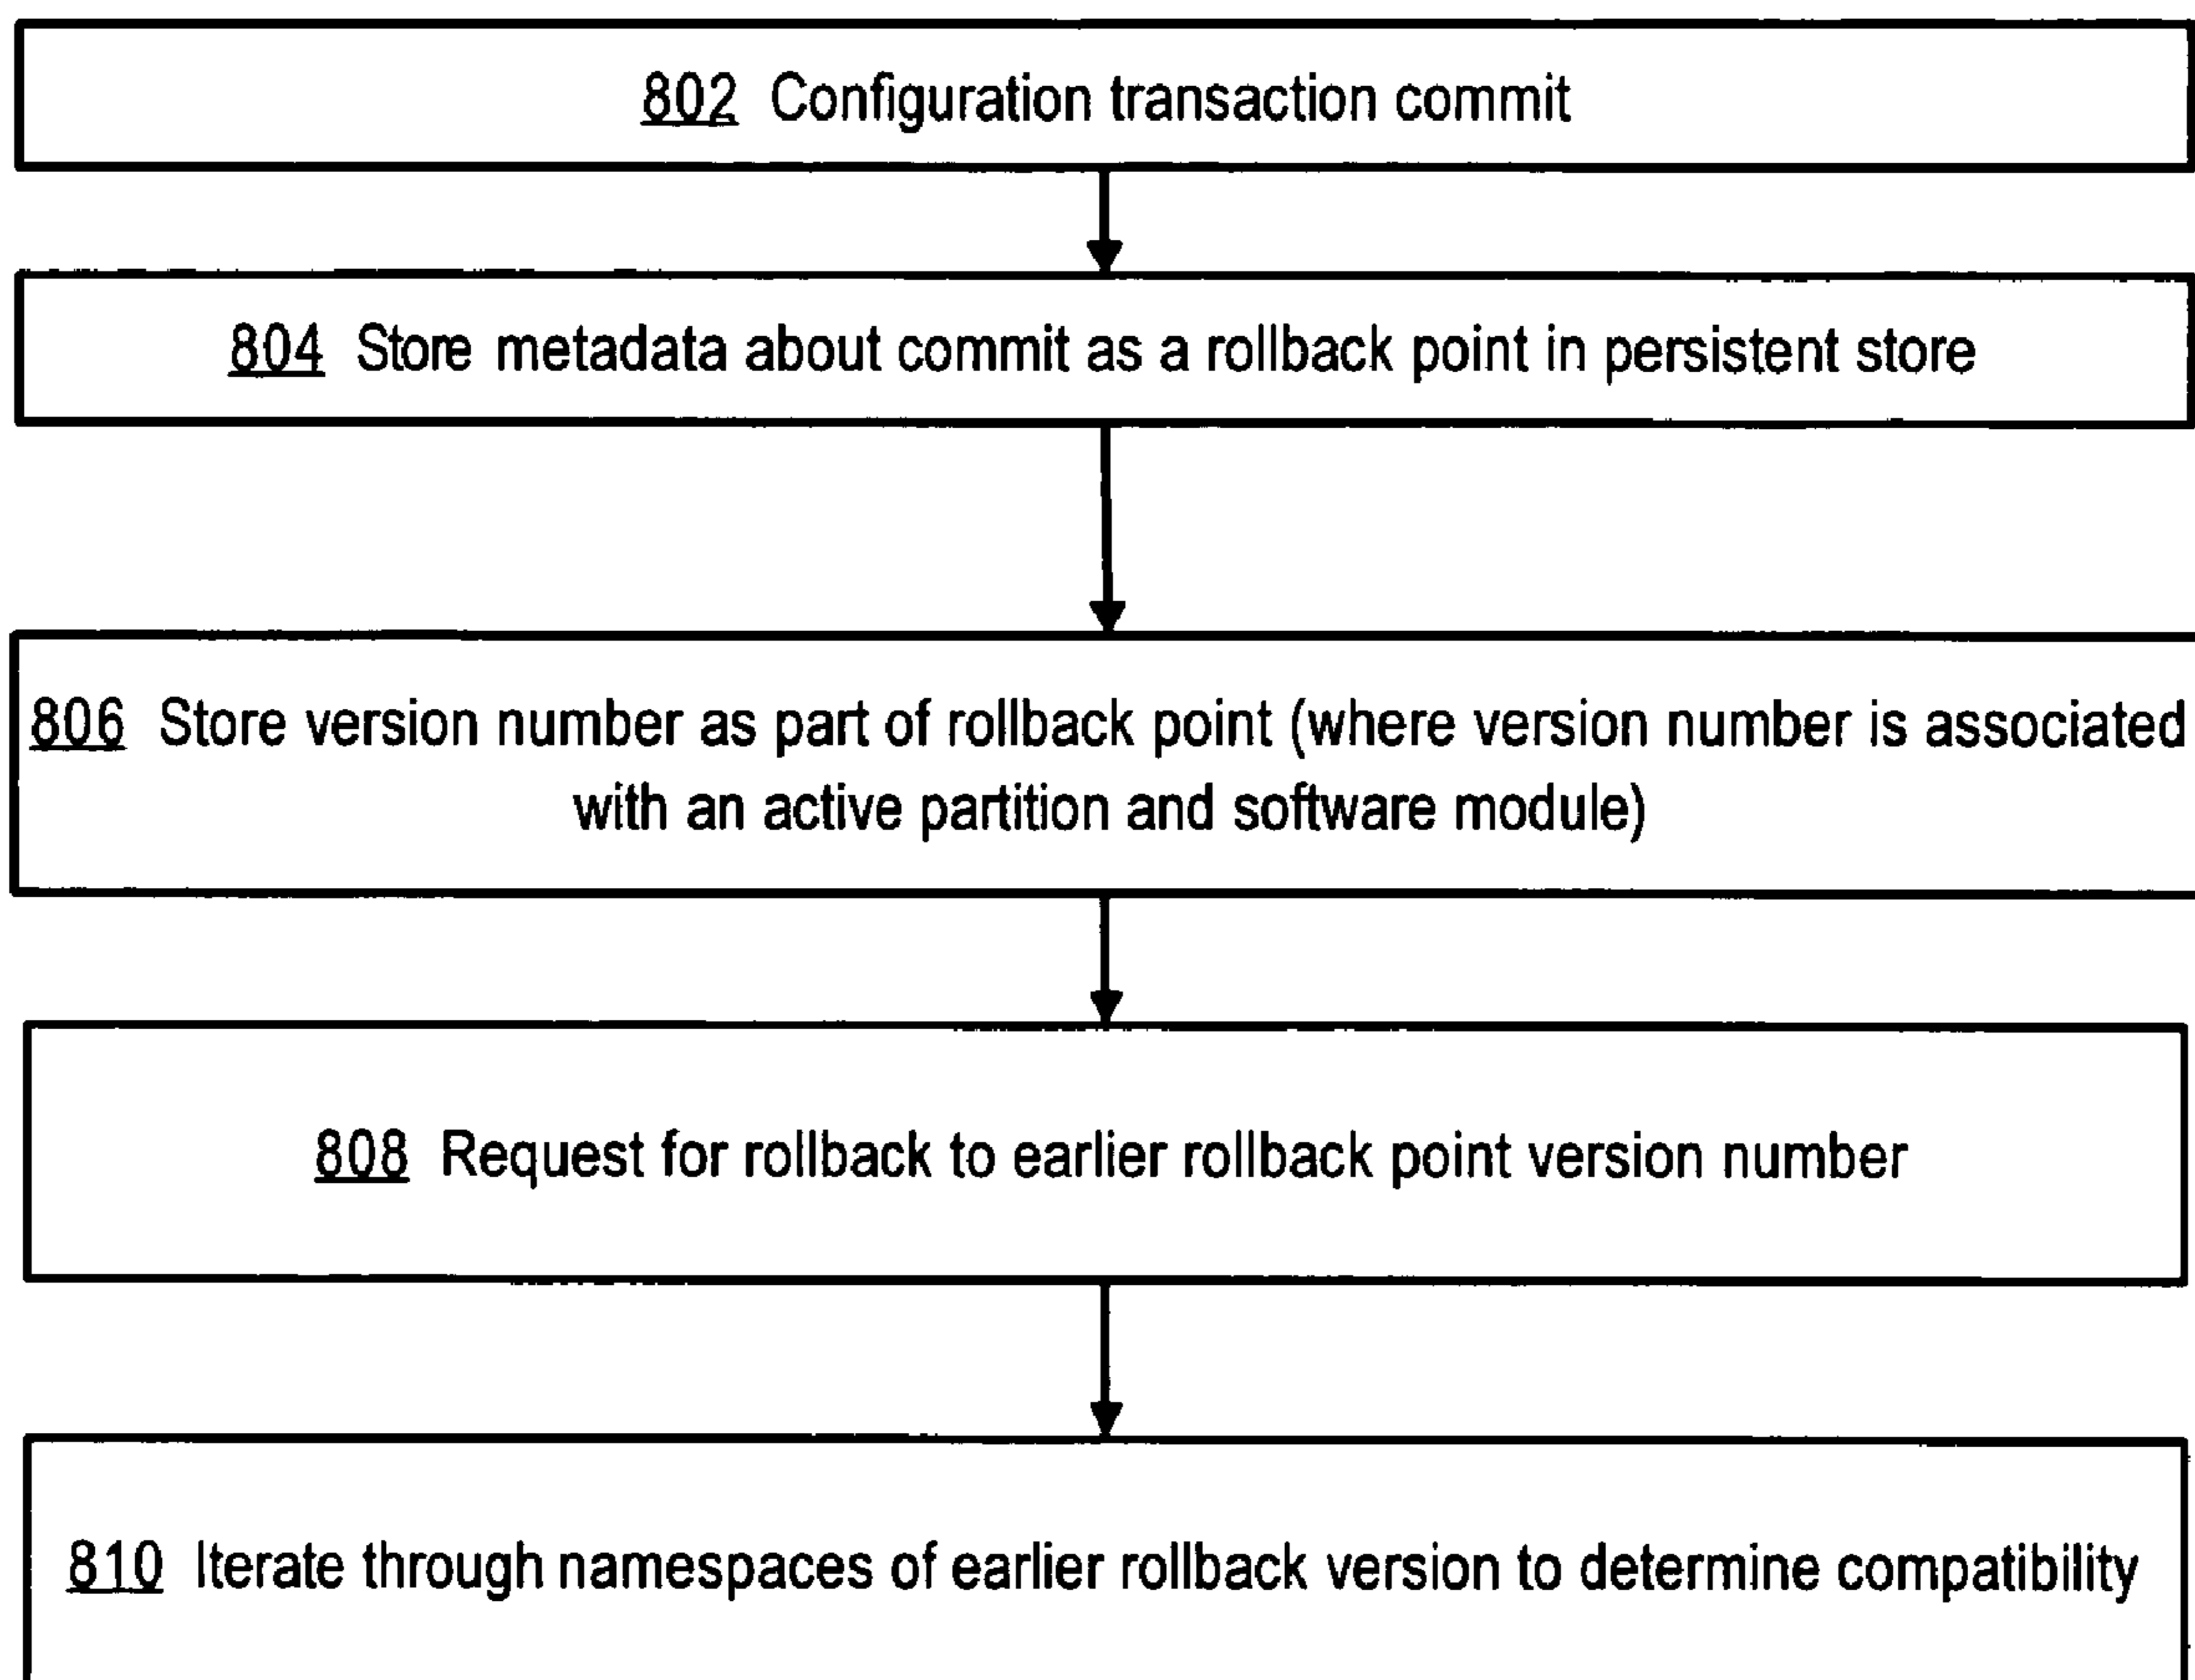 802 Configuration transaction commit
804 Store metadata about commit as a rollback point in persistent store
806 Store version number as part of rollback point (where version number is associated
with an active partition and software module)
808 Request for rollback to earlier rollback point version number
810 Iterate through namespaces of earlier rollback version to determine compatibility